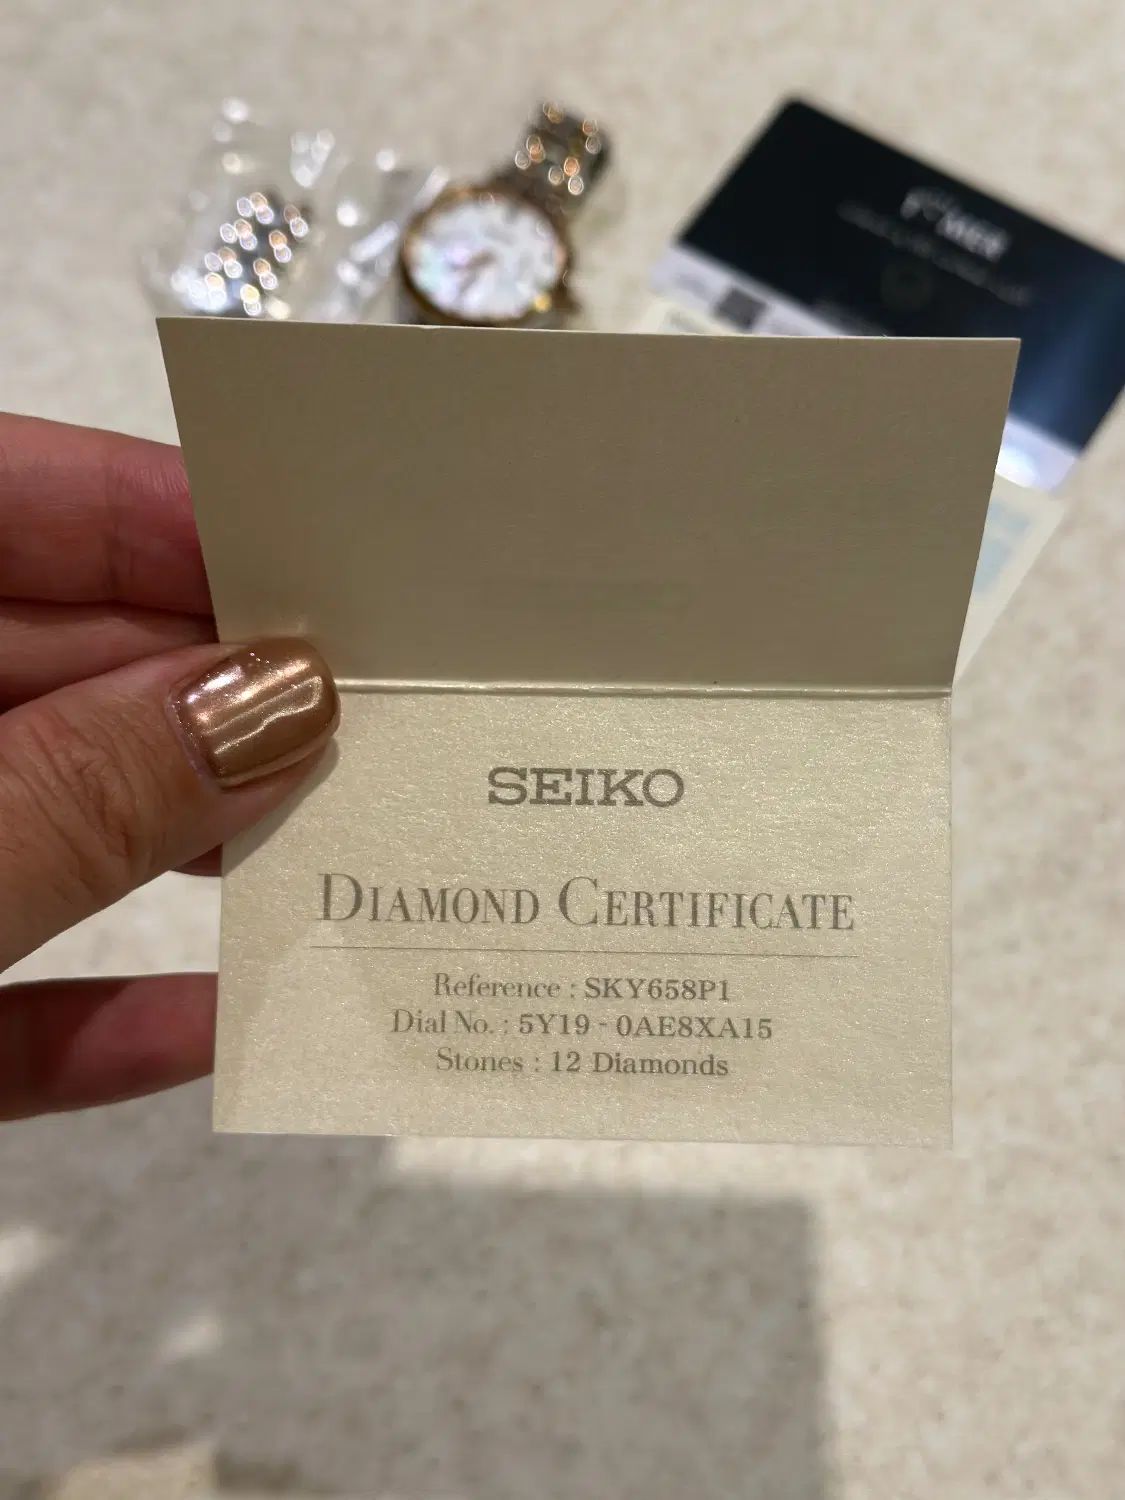 SEIKO
DIAMOND CERTIFICATE
Reference : SKY658P1
Dial No. : 5Y19 - 0AE8XA15
Stones : 12 Diamonds